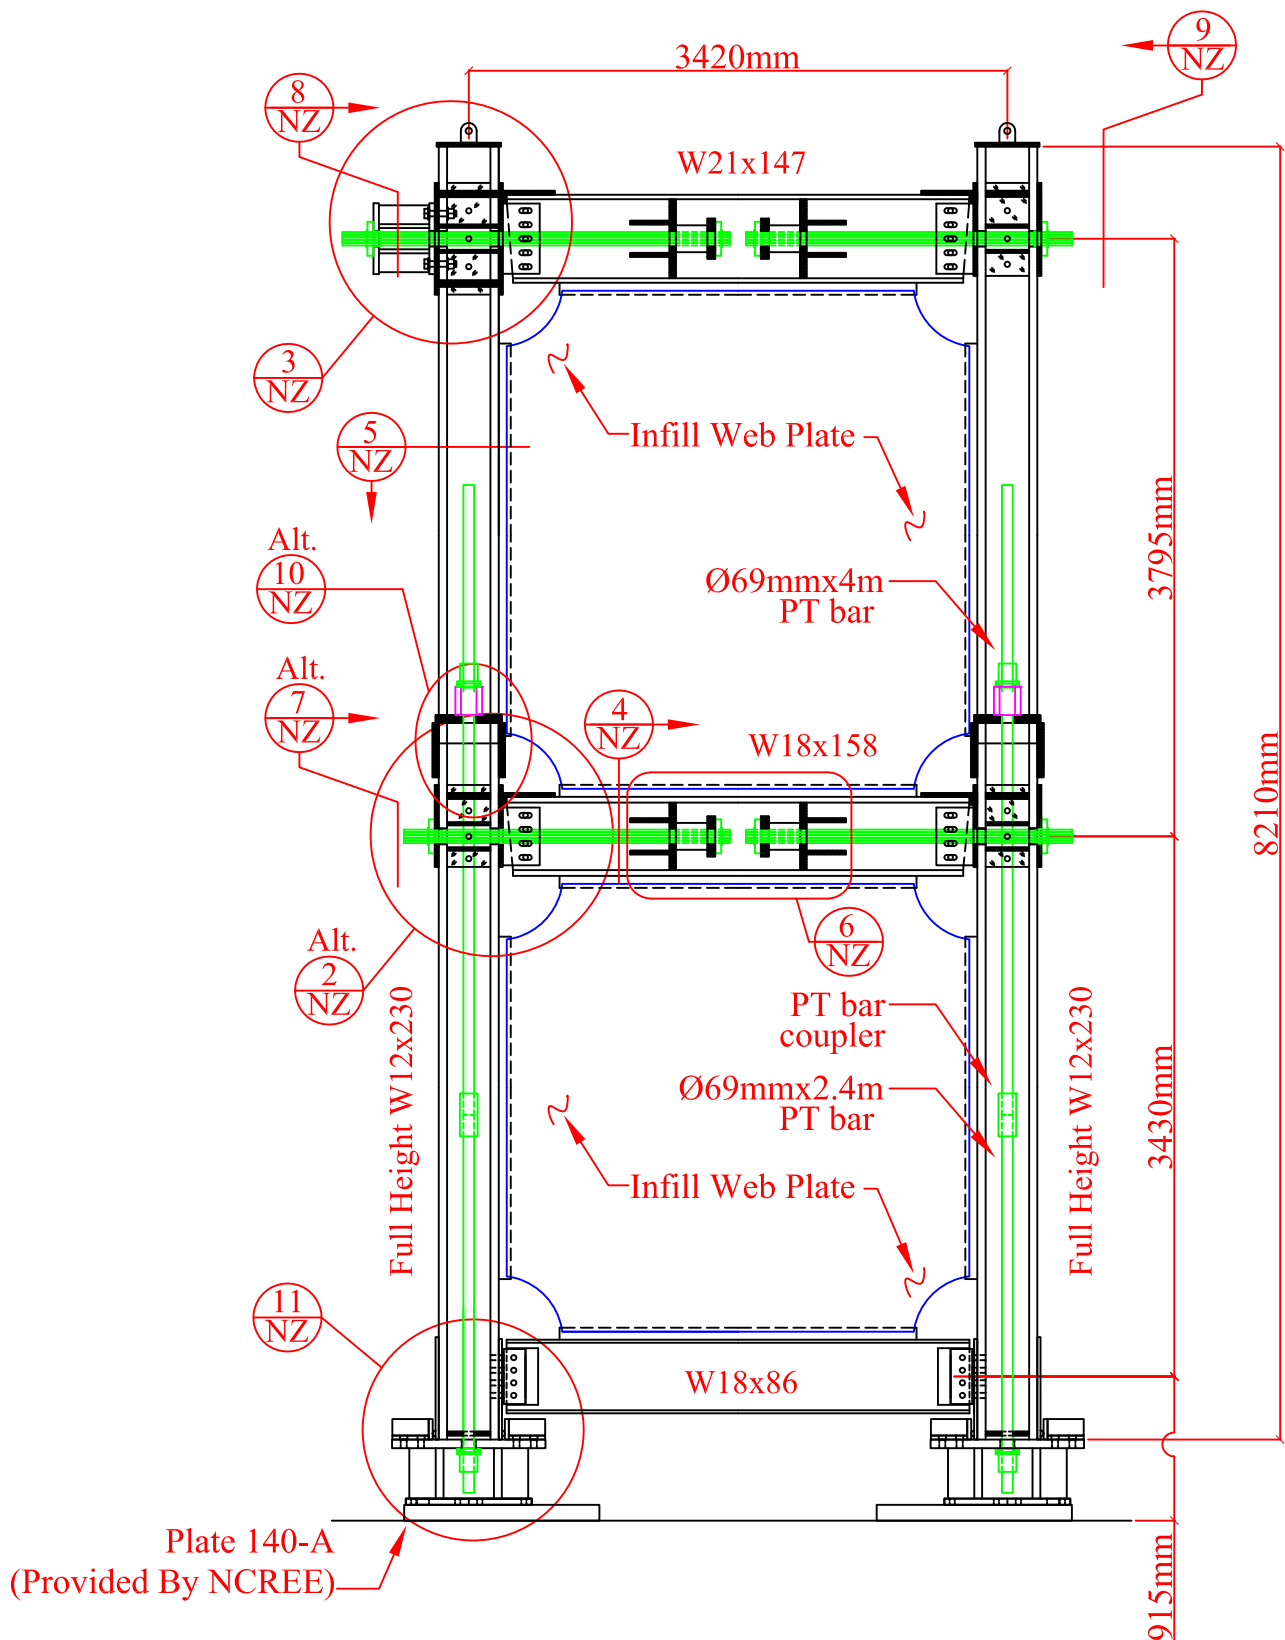 9
NZ
3420mm
8
NZ
W21x147
3
NZ
5
NZ
Infill Web Plate
3795mm
Alt.
10
NZ
Ø69mmx4m
PT bar
Alt.
7
NZ
4
NZ
W18x158
8210mm
6
NZ
Alt.
2
NZ
Full Height W12x230
PT bar
coupler
Full Height W12x230
Ø69mmx2.4m
PT bar
3430mm
Infill Web Plate
11
NZ
W18x86
Plate 140-A
(Provided By NCREE)
915mm